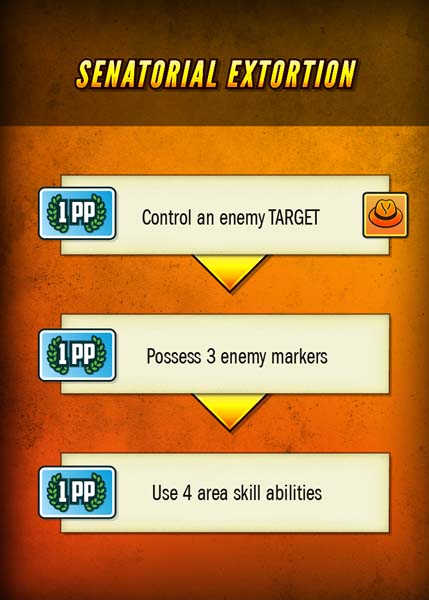 SENATORIAL EXTORTION
1 PP
Control an enemy TARGET
1 PP
Possess 3 enemy markers
1 PP
Use 4 area skill abilities